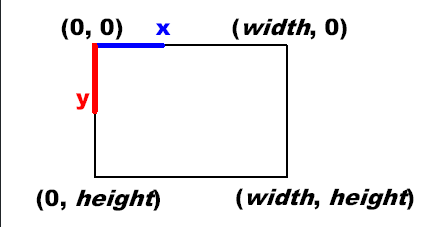 (0, 0) x (width, 0)
y
(0, height) (width, height)